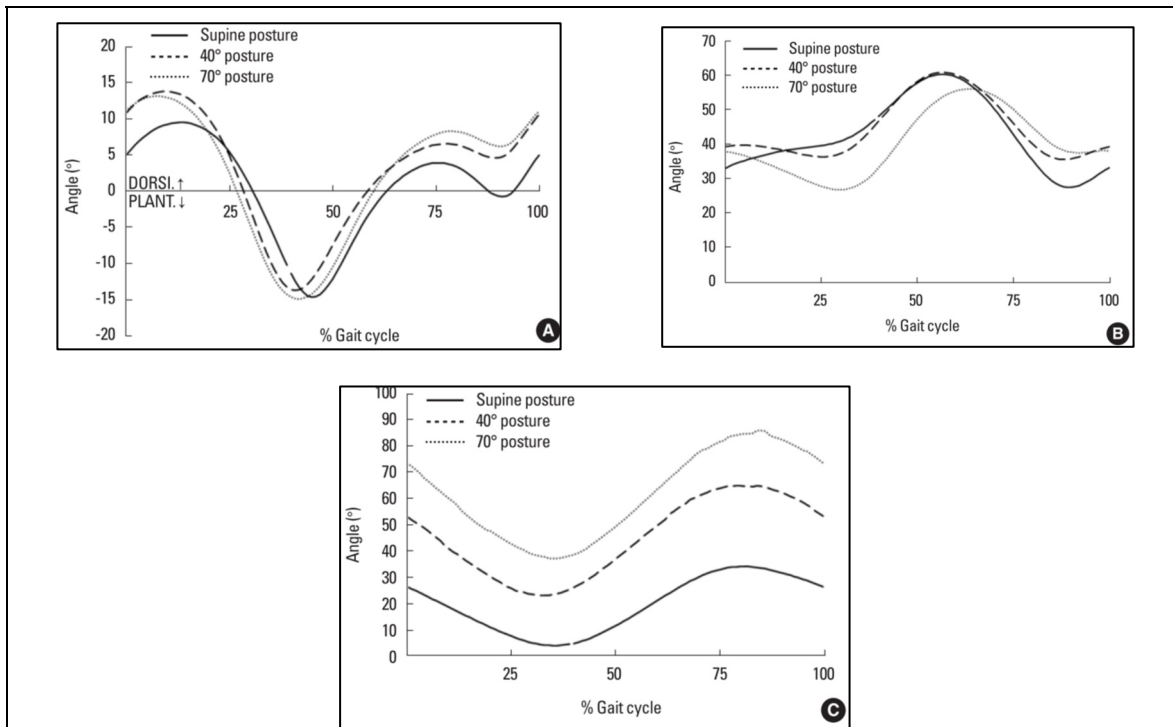 Supine posture
40° posture
70° posture
20
15
10
5
0
-5
-10
-15
-20
Angle (°)
DORSI.↑
PLANT.↓
25
50
75
100
% Gait cycle
A
Supine posture
40° posture
70° posture
70
60
50
40
30
20
10
0
Angle (°)
25
50
75
100
% Gait cycle
B
Supine posture
40° posture
70° posture
100
90
80
70
60
50
40
30
20
10
0
Angle (°)
25
50
75
100
% Gait cycle
C